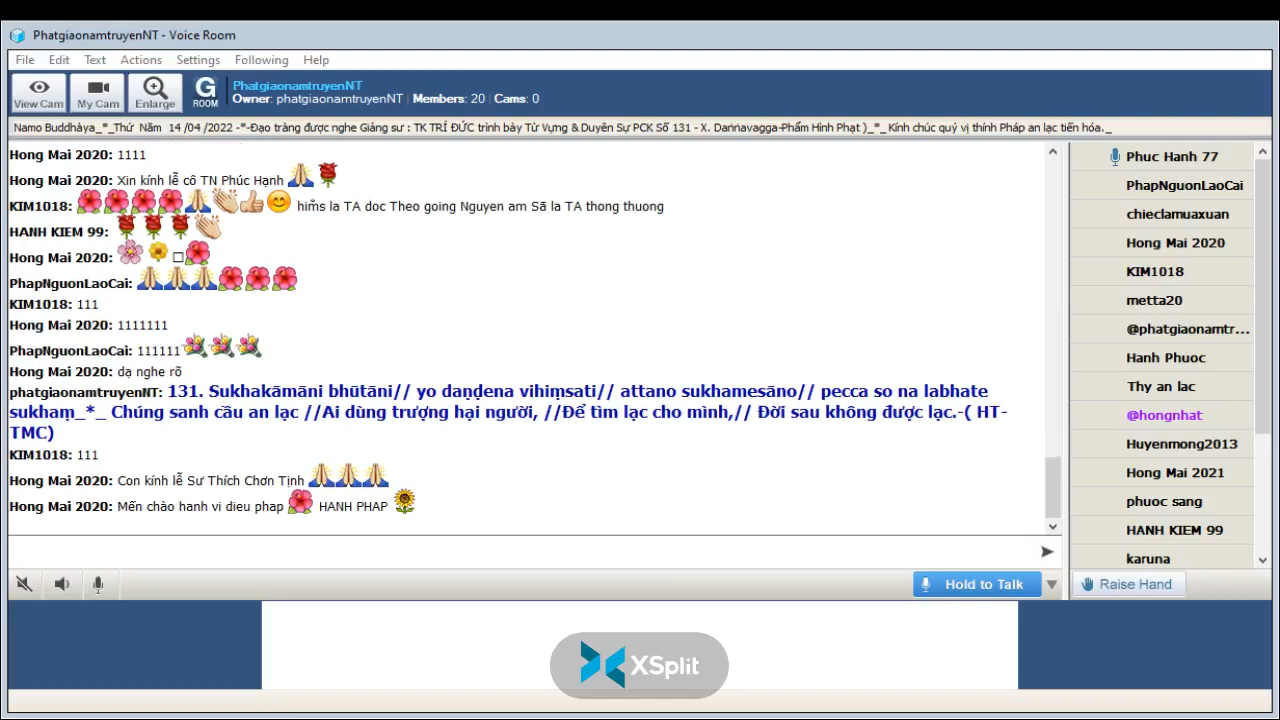 PhatgiaonamtruyenNT - Voice Room
File Edit Text Actions Settings Following Help
View Cam My Cam Enlarge G ROOM
PhatgiaonamtruyenNT
Owner: phatgiaonamtruyenNT | Members: 20 | Cams: 0
Namo Buddhàya_*_Thứ Năm 14 /04 /2022 -*-Đạo tràng được nghe Giảng sư : TK TRÍ ĐỨC trình bày Từ Vựng & Duyên Sự PCK Số 131 - X. Daṇṇavagga-Phẩm Hình Phạt )_*_ Kính chúc quý vị thính Pháp an lạc tiến hóa._
Hong Mai 2020: 1111
Hong Mai 2020: Xin kính lễ cô TN Phúc Hạnh
KIM1018: hiṁs la TA doc Theo going Nguyen am Sã la TA thong thuong
HANH KIEM 99:
Hong Mai 2020:
PhapNguonLaoCai:
KIM1018: 111
Hong Mai 2020: 1111111
PhapNguonLaoCai: 111111
Hong Mai 2020: dạ nghe rõ
phatgiaonamtruyenNT: 131. Sukhakāmāni bhūtāni// yo daṇḍena vihiṃsati// attano sukhamesāno// pecca so na labhate
sukhaṃ_*_ Chúng sanh cầu an lạc //Ai dùng trượng hại người, //Để tìm lạc cho mình,// Đời sau không được lạc.-( HT-
TMC)
KIM1018: 111
Hong Mai 2020: Con kính lễ Sư Thích Chơn Tịnh
Hong Mai 2020: Mến chào hanh vi dieu phap HANH PHAP
Phuc Hanh 77
PhapNguonLaoCai
chieclamuaxuan
Hong Mai 2020
KIM1018
metta20
@phatgiaonamtr...
Hanh Phuoc
Thy an lac
@hongnhat
Huyenmong2013
Hong Mai 2021
phuoc sang
HANH KIEM 99
karuna
Hold to Talk
Raise Hand
XSplit